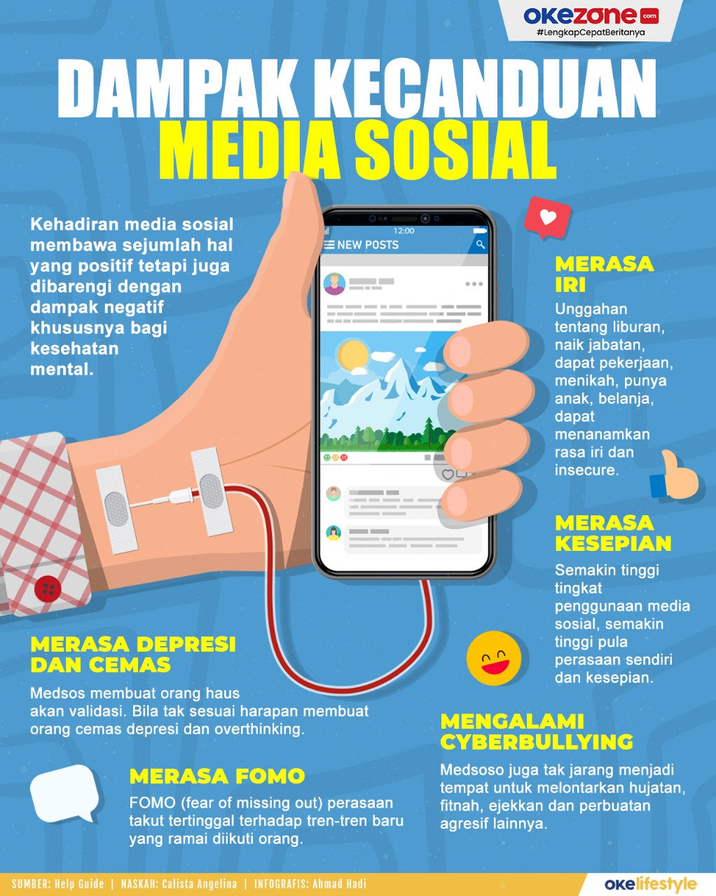 okezone.com
#LengkapCepatBeritanya
DAMPAK KECANDUAN
MEDIA SOSIAL
Kehadiran media sosial
membawa sejumlah hal
yang positif tetapi juga
dibarengi dengan
dampak negatif
khususnya bagi
kesehatan
mental.
12:00
NEW POSTS
MERASA
IRI
Unggahan
tentang liburan,
naik jabatan,
dapat pekerjaan,
menikah, punya
anak, belanja,
dapat
menanamkan
rasa iri dan
insecure.
MERASA
KESEPIAN
Semakin tinggi
tingkat
penggunaan media
sosial, semakin
tinggi pula
perasaan sendiri
dan kesepian.
MERASA DEPRESI
DAN CEMAS
Medsos membuat orang haus
akan validasi. Bila tak sesuai harapan membuat
orang cemas depresi dan overthinking.
MENGALAMI
CYBERBULLYING
Medsoso juga tak jarang menjadi
tempat untuk melontarkan hujatan,
fitnah, ejekkan dan perbuatan
agresif lainnya.
MERASA FOMO
FOMO (fear of missing out) perasaan
takut tertinggal terhadap tren-tren baru
yang ramai diikuti orang.
SUMBER: Help Guide | NASKAH: Calista Angelina | INFOGRAFIS: Ahmad Hadi
okelifestyle